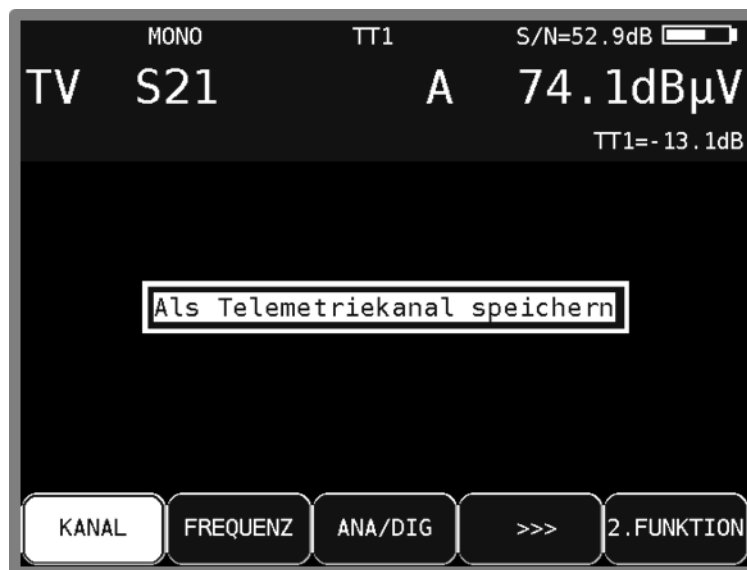 MONO TT1 S/N=52.9dB
TV S21 A 74.1dBµV
TT1=-13.1dB
Als Telemetriekanal speichern
KANAL FREQUENZ ANA/DIG >>> 2.FUNKTION